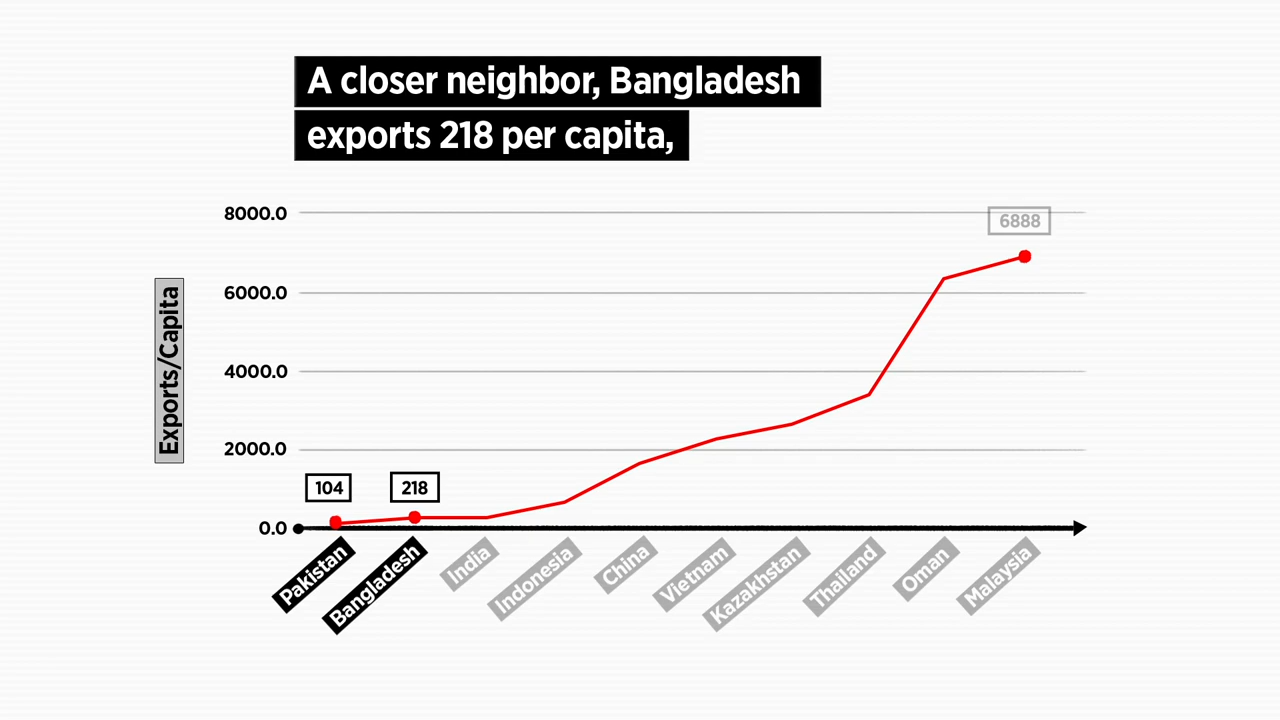 A closer neighbor, Bangladesh
exports 218 per capita,
8000.0
6888
6000.0
Exports/Capita
4000.0
2000.0
104
218
0.0
Pakistan
Bangladesh
India
Indonesia
China
Vietnam
Kazakhstan
Thailand
Oman
Malaysia